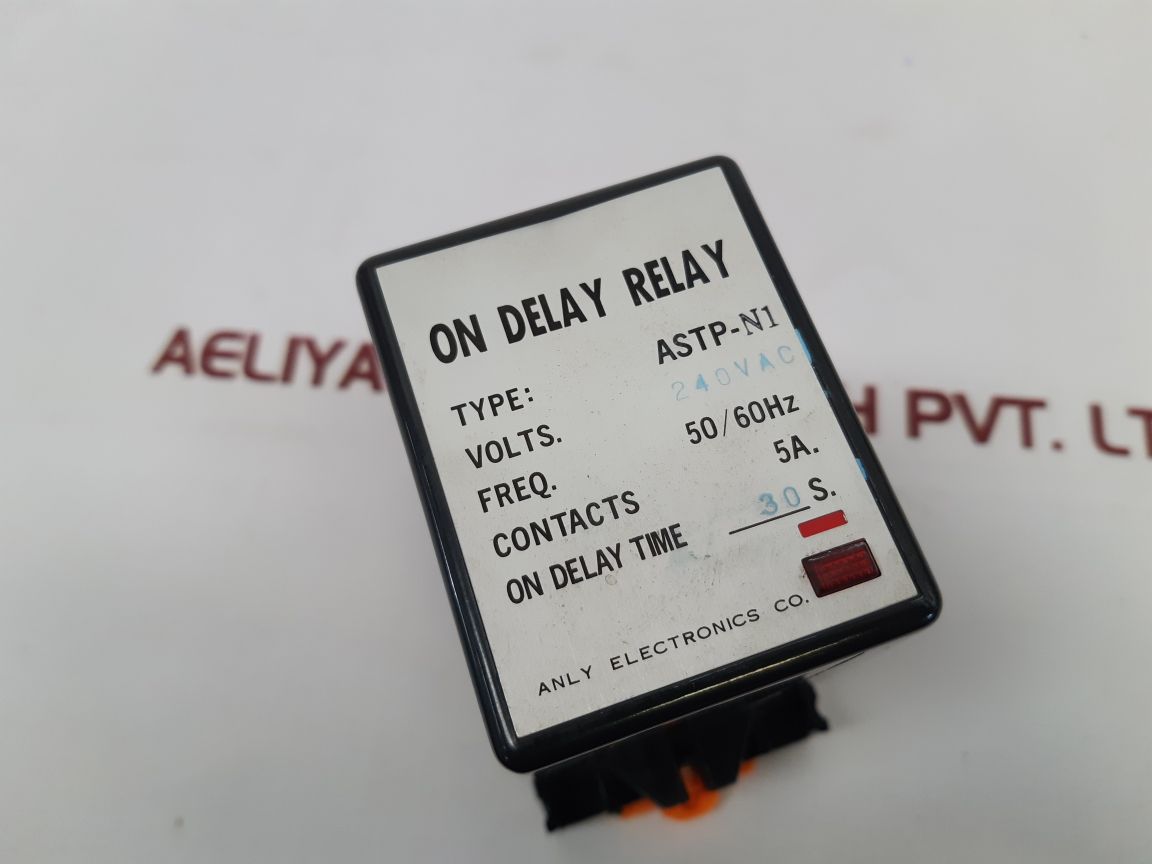 ON DELAY RELAY
TYPE: ASTP-N1
VOLTS. 240VAC
FREQ. 50/60Hz
CONTACTS 5A.
ON DELAY TIME 30 S.
ANLY ELECTRONICS CO.
AELIYA H PVT. LT